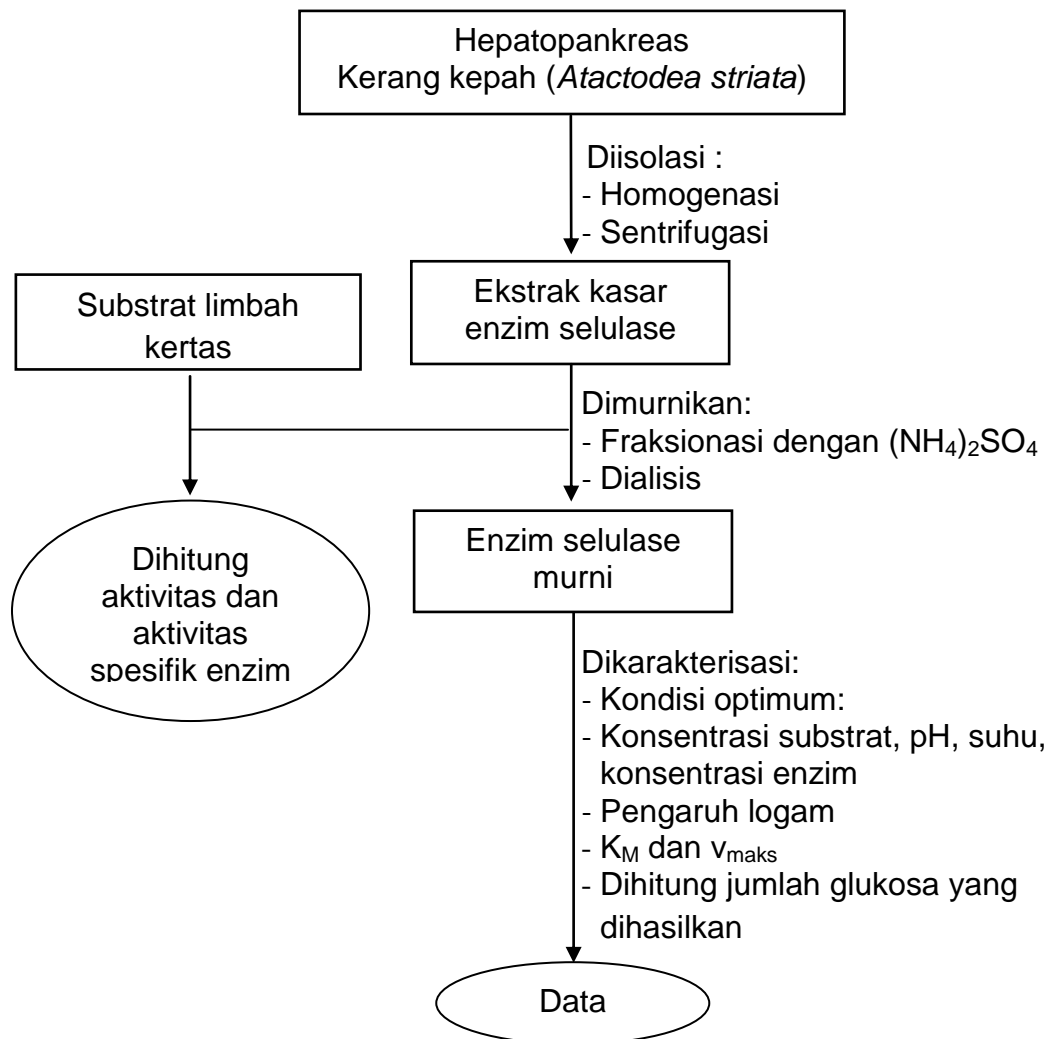 Hepatopankreas
Kerang kepah (Atactodea striata)
Diisolasi :
- Homogenasi
- Sentrifugasi
Substrat limbah
kertas
Ekstrak kasar
enzim selulase
Dimurnikan:
- Fraksionasi dengan (NH₄)₂SO₄
- Dialisis
Dihitung
aktivitas dan
aktivitas
spesifik enzim
Enzim selulase
murni
Dikarakterisasi:
- Kondisi optimum:
- Konsentrasi substrat, pH, suhu,
konsentrasi enzim
- Pengaruh logam
- K_M dan v_maks
- Dihitung jumlah glukosa yang
dihasilkan
Data